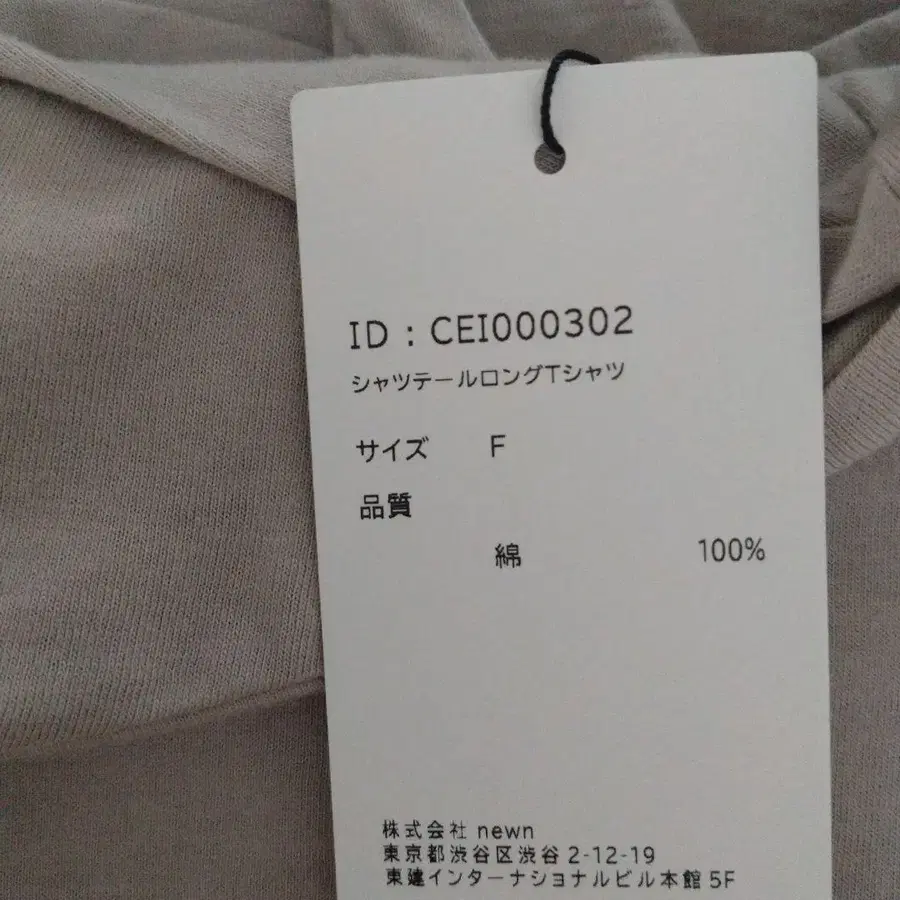 ID : CEI000302
シャツテールロングTシャツ
サイズ F
品質
綿 100%
株式会社 newn
東京都渋谷区渋谷 2-12-19
東建インターナショナルビル本館 5F